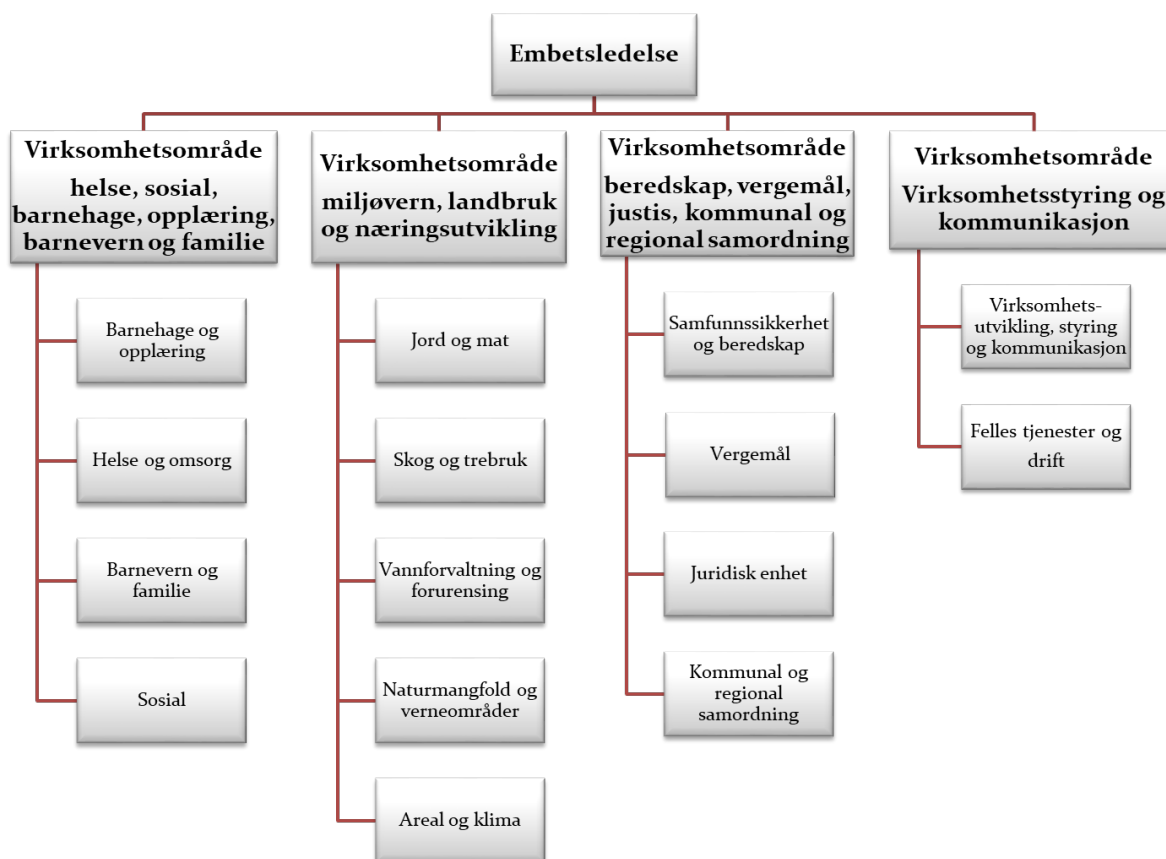 Embetsledelse
Virksomhetsområde
helse, sosial,
barnehage, opplæring,
barnevern og familie
Barnehage og
opplæring
Helse og omsorg
Barnevern og
familie
Sosial
Virksomhetsområde
miljøvern, landbruk
og næringsutvikling
Jord og mat
Skog og trebruk
Vannforvaltning og
forurensing
Naturmangfold og
verneområder
Areal og klima
Virksomhetsområde
beredskap, vergemål,
justis, kommunal og
regional samordning
Samfunnssikkerhet
og beredskap
Vergemål
Juridisk enhet
Kommunal og
regional
samordning
Virksomhetsområde
Virksomhetsstyring og
kommunikasjon
Virksomhets-
utvikling, styring
og kommunikasjon
Felles tjenester og
drift